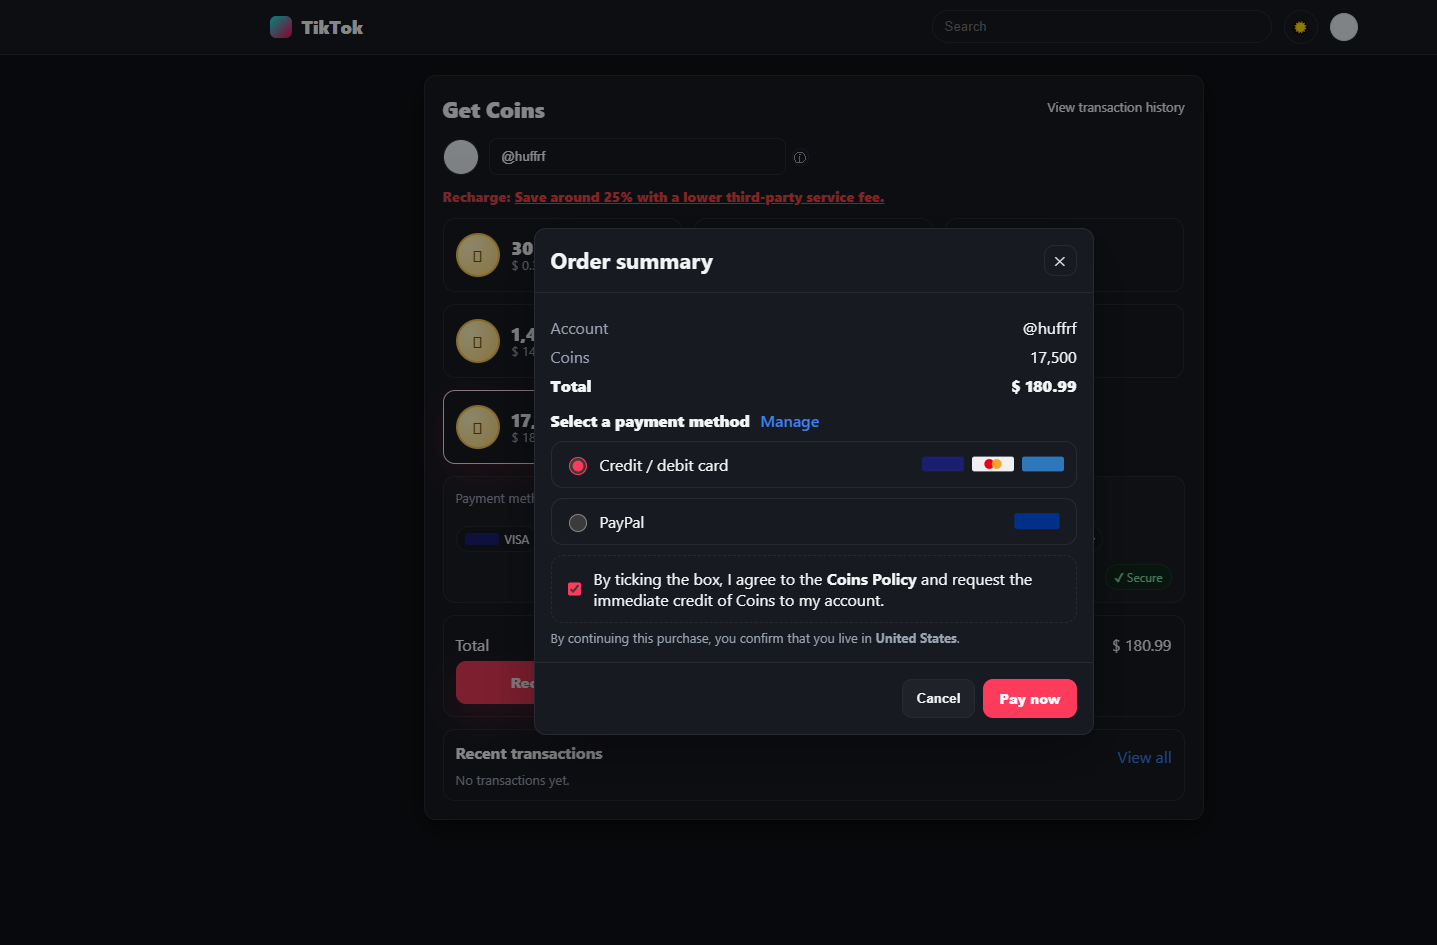 TikTok
Search
Get Coins
View transaction history
@huffrf
Recharge: Save around 25% with a lower third-party service fee.
30
$ 0.3
1,4
$ 14
17,
$ 18
Payment meth
VISA
✓ Secure
Total
$ 180.99
Rec
Recent transactions
View all
No transactions yet.
Order summary
Account
@huffrf
Coins
17,500
Total
$ 180.99
Select a payment method Manage
Credit / debit card
PayPal
By ticking the box, I agree to the Coins Policy and request the
immediate credit of Coins to my account.
By continuing this purchase, you confirm that you live in United States.
Cancel
Pay now